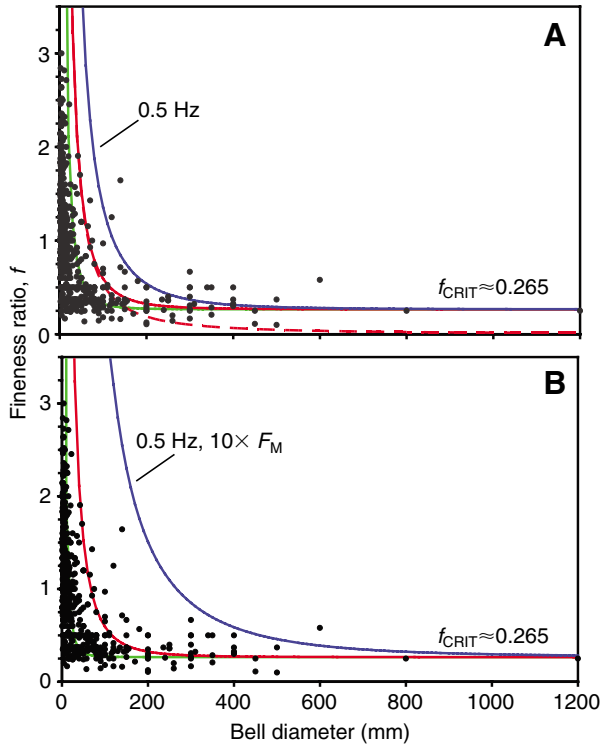 A
3
2
1
0
0.5 Hz
fCRIT≈0.265
Fineness ratio, f
B
3
2
1
0
0.5 Hz, 10× FM
fCRIT≈0.265
0 200 400 600 800 1000 1200
Bell diameter (mm)